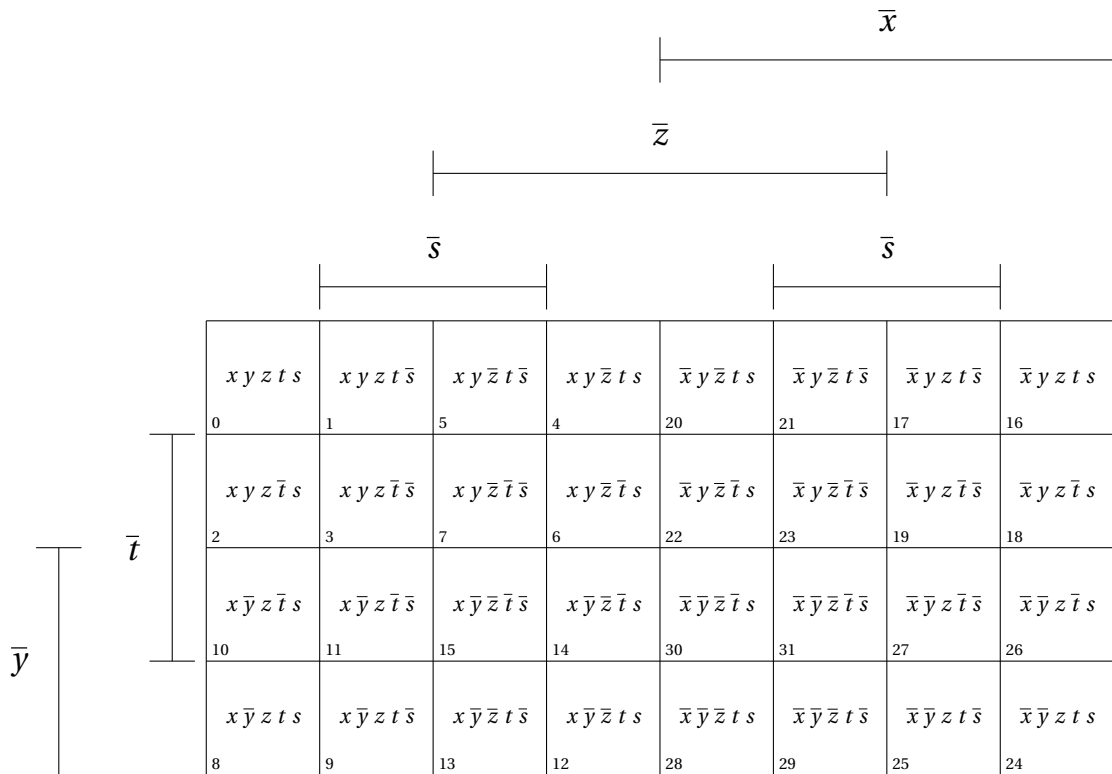 x̅
z̅
s̅ s̅
x y z t s x y z t s̅ x y z̅ t s̅ x y z̅ t s x̅ y z̅ t s x̅ y z̅ t s̅ x̅ y z t s̅ x̅ y z t s
0 1 5 4 20 21 17 16
x y z t̅ s x y z t̅ s̅ x y z̅ t̅ s̅ x y z̅ t̅ s x̅ y z̅ t̅ s x̅ y z̅ t̅ s̅ x̅ y z t̅ s̅ x̅ y z t̅ s
2 3 7 6 22 23 19 18
t̅
x y̅ z t̅ s x y̅ z t̅ s̅ x y̅ z̅ t̅ s̅ x y̅ z̅ t̅ s x̅ y̅ z̅ t̅ s x̅ y̅ z̅ t̅ s̅ x̅ y̅ z t̅ s̅ x̅ y̅ z t̅ s
10 11 15 14 30 31 27 26
y̅
x y̅ z t s x y̅ z t s̅ x y̅ z̅ t s̅ x y̅ z̅ t s x̅ y̅ z̅ t s x̅ y̅ z̅ t s̅ x̅ y̅ z t s̅ x̅ y̅ z t s
8 9 13 12 28 29 25 24